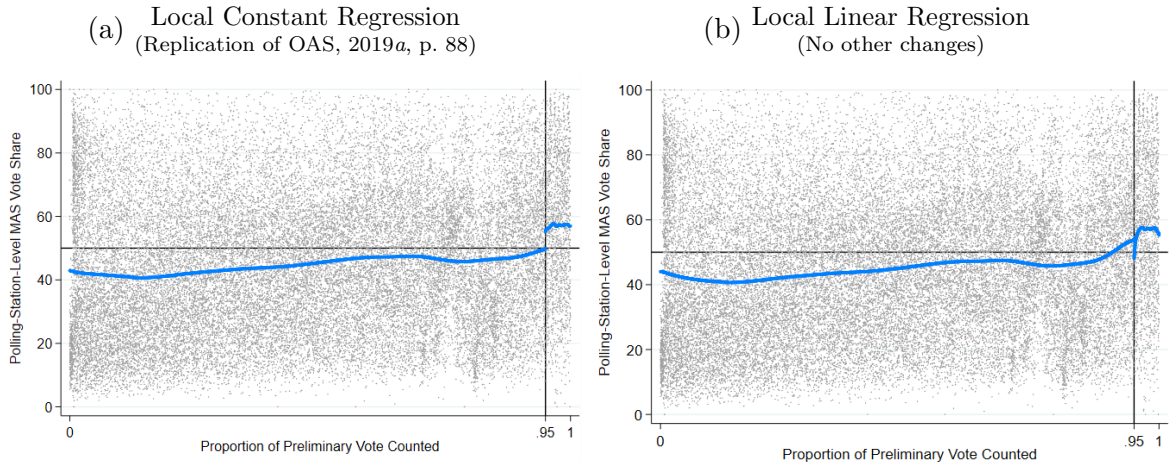 (a) Local Constant Regression
(Replication of OAS, 2019a, p. 88)
Polling-Station-Level MAS Vote Share
100
80
60
40
20
0
0 .95 1
Proportion of Preliminary Vote Counted
(b) Local Linear Regression
(No other changes)
Polling-Station-Level MAS Vote Share
100
80
60
40
20
0
0 .95 1
Proportion of Preliminary Vote Counted